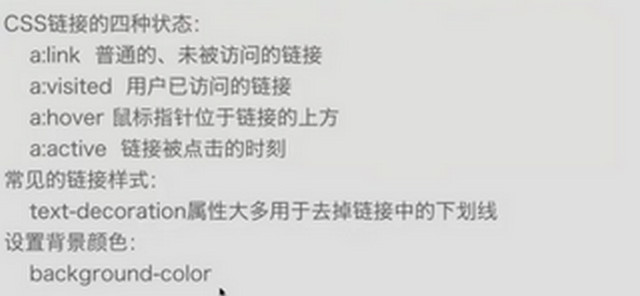 CSS链接的四种状态：
a:link 普通的、未被访问的链接
a:visited 用户已访问的链接
a:hover 鼠标指针位于链接的上方
a:active 链接被点击的时刻
常见的链接样式：
text-decoration属性大多用于去掉链接中的下划线
设置背景颜色：
background-color